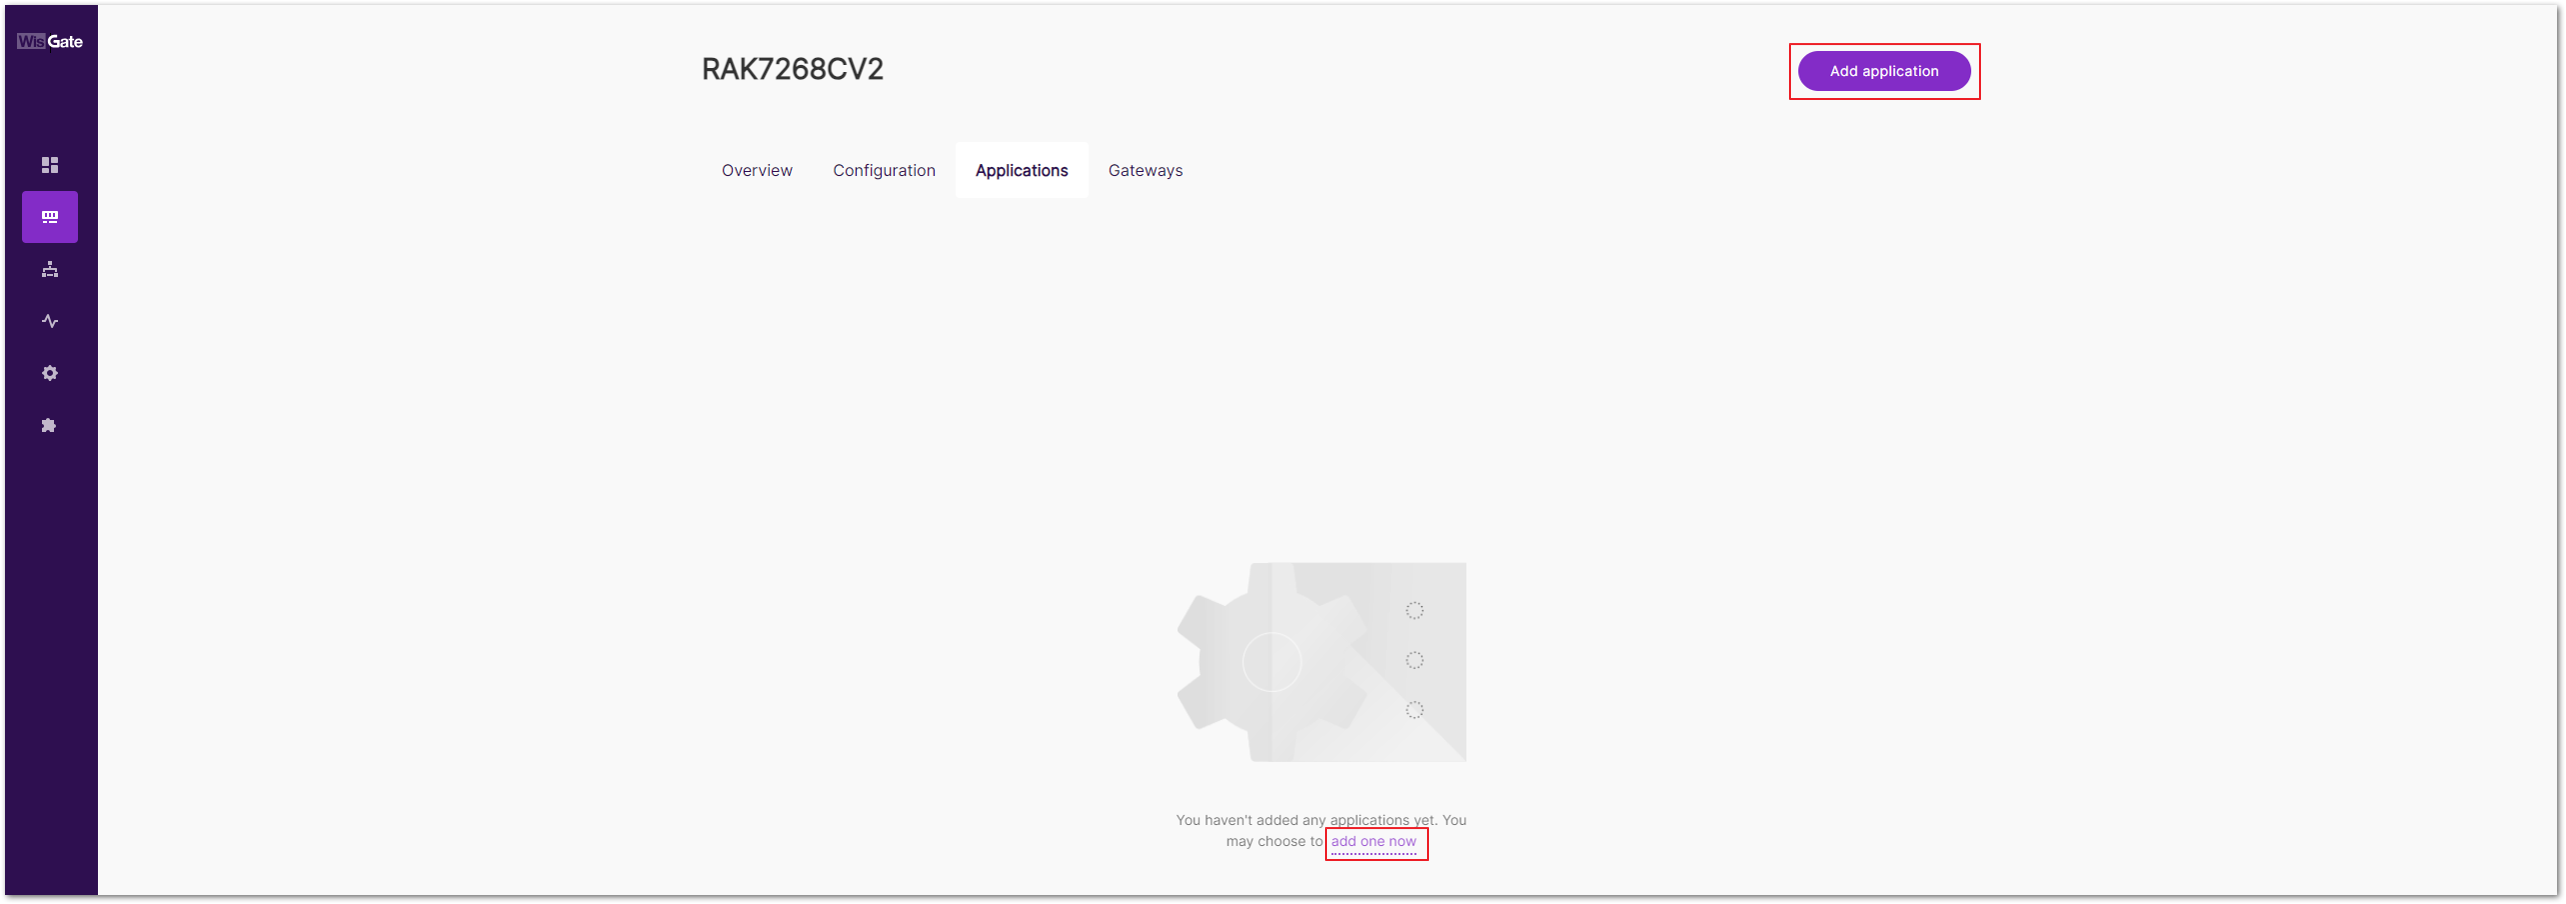 WisGate
RAK7268CV2
Add application
Overview
Configuration
Applications
Gateways
You haven't added any applications yet. You
may choose to add one now